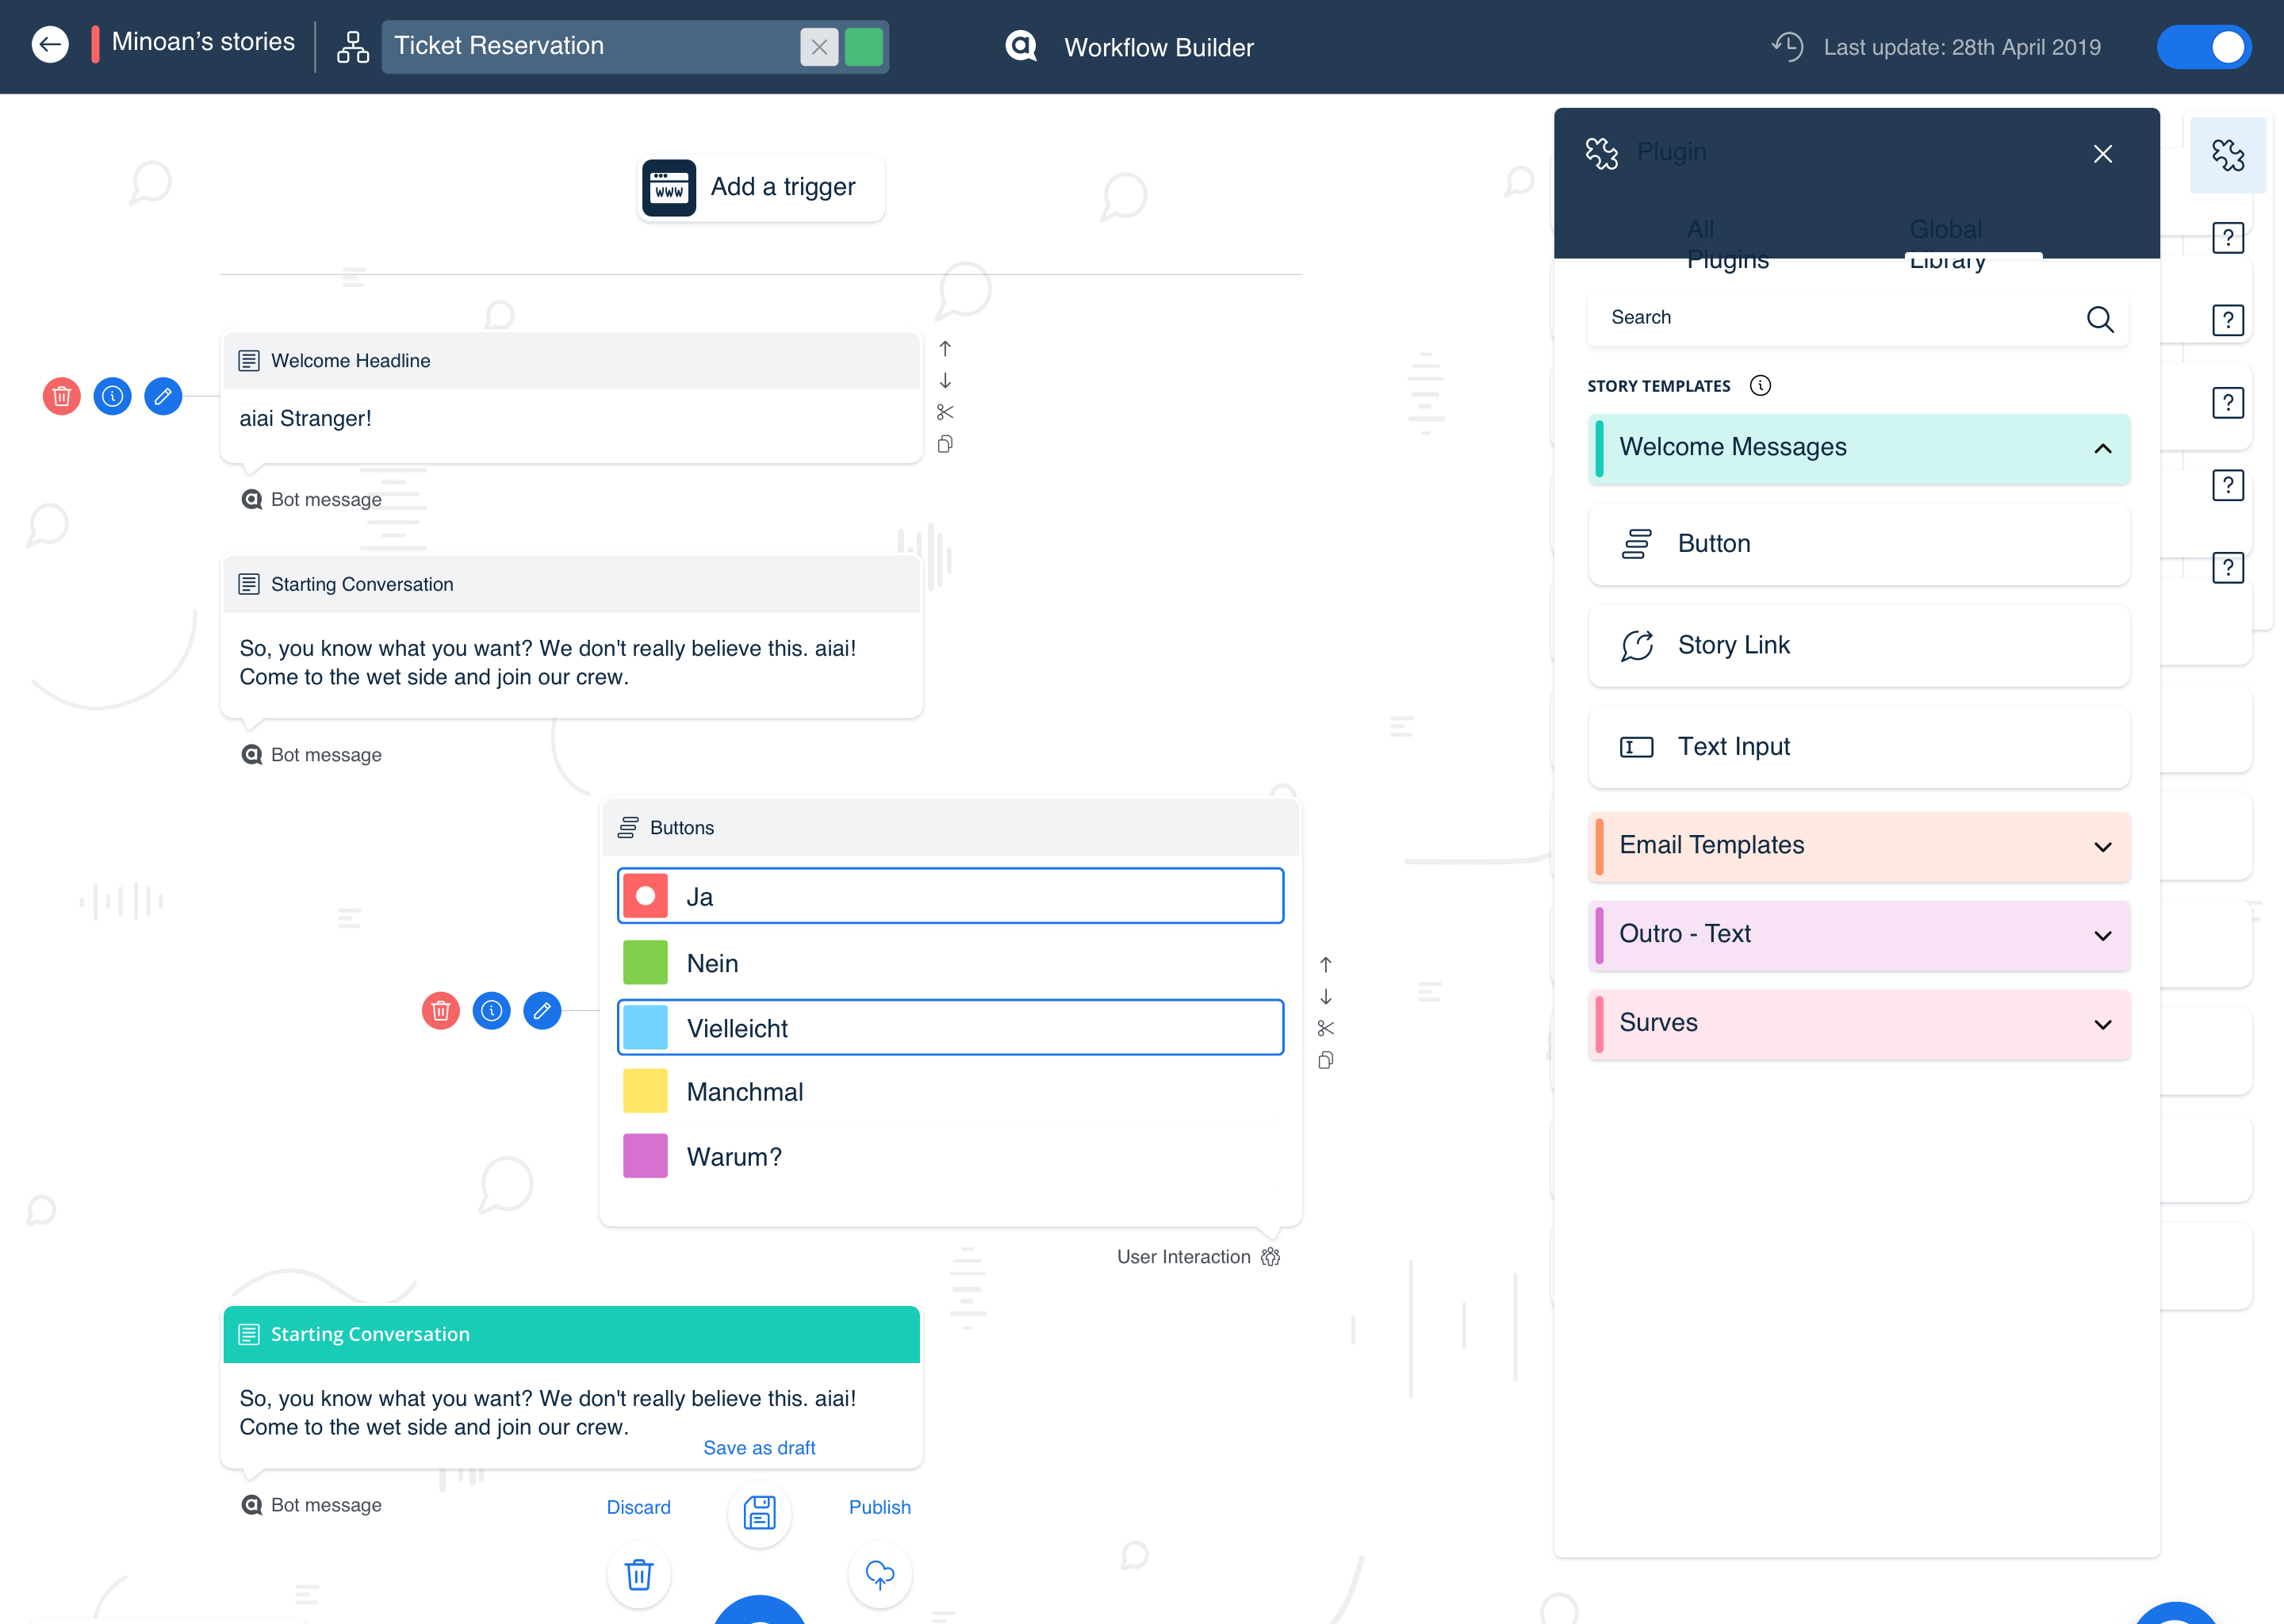 Minoan's stories
Ticket Reservation
Workflow Builder
Last update: 28th April 2019
WWW
Add a trigger
Welcome Headline
aiai Stranger!
Bot message
Starting Conversation
So, you know what you want? We don't really believe this. aiai!
Come to the wet side and join our crew.
Bot message
Buttons
Ja
Nein
Vielleicht
Manchmal
Warum?
User Interaction
Starting Conversation
So, you know what you want? We don't really believe this. aiai!
Come to the wet side and join our crew.
Save as draft
Bot message
Discard
Publish
Plugin
All
Plugins
Global
Library
Search
STORY TEMPLATES
Welcome Messages
Button
Story Link
Text Input
Email Templates
Outro - Text
Surves
?
?
?
?
?